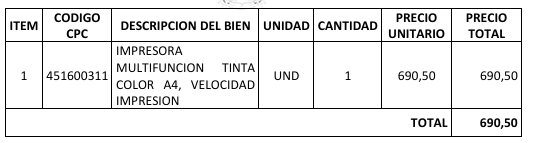 ITEM CODIGO CPC DESCRIPCION DEL BIEN UNIDAD CANTIDAD PRECIO UNITARIO PRECIO TOTAL
1 451600311 IMPRESORA UND 1 690,50 690,50
MULTIFUNCION TINTA
COLOR A4, VELOCIDAD
IMPRESION
TOTAL 690,50